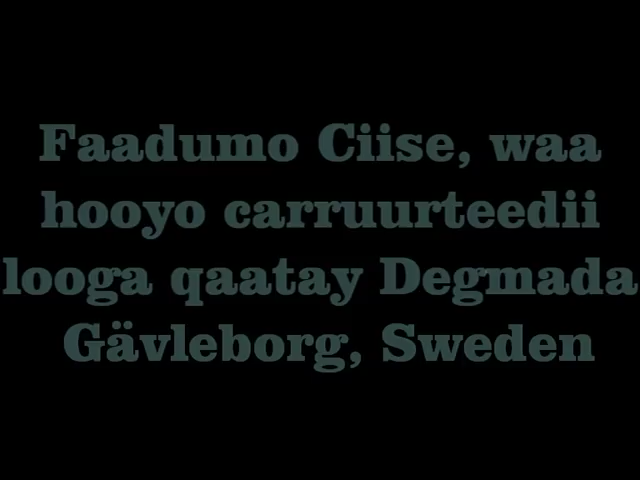 Faadumo Ciise, waa
hooyo carruurteedii
looga qaatay Degmada
Gävleborg, Sweden